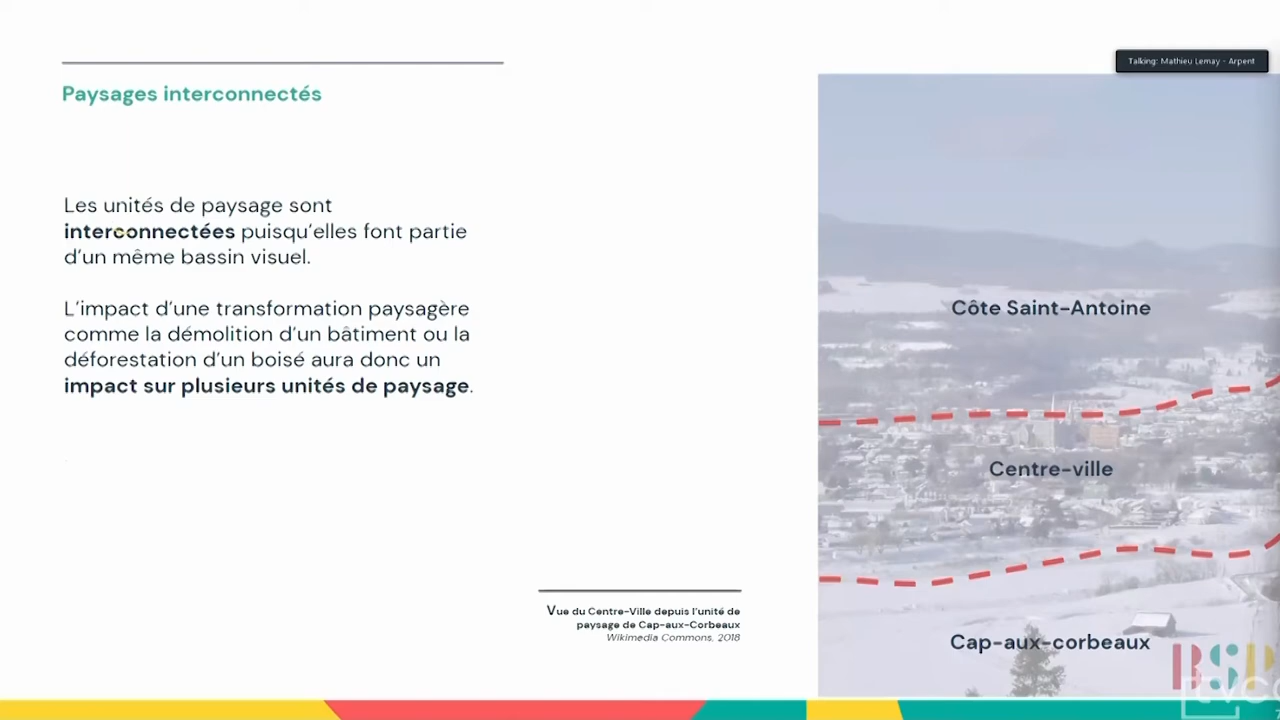 Talking: Mathieu Lemay - Arpent
Paysages interconnectés
Les unités de paysage sont
interconnectées puisqu'elles font partie
d'un même bassin visuel.
L'impact d'une transformation paysagère
comme la démolition d'un bâtiment ou la
déforestation d'un boisé aura donc un
impact sur plusieurs unités de paysage.
Côte Saint-Antoine
Centre-ville
Cap-aux-corbeaux
Vue du Centre-Ville depuis l'unité de
paysage de Cap-aux-Corbeaux
Wikimedia Commons, 2018
BSP